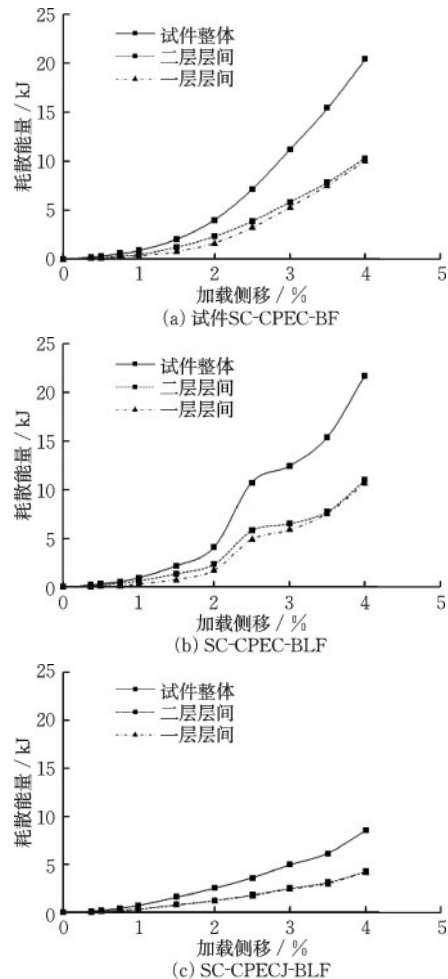 试件整体
二层层间
一层层间
25
20
15
10
5
0
耗散能量 / kJ
0 1 2 3 4 5
加载侧移 / %
(a) 试件SC-CPEC-BF
试件整体
二层层间
一层层间
25
20
15
10
5
0
耗散能量 / kJ
0 1 2 3 4 5
加载侧移 / %
(b) SC-CPEC-BLF
试件整体
二层层间
一层层间
25
20
15
10
5
0
耗散能量 / kJ
0 1 2 3 4 5
加载侧移 / %
(c) SC-CPECJ-BLF